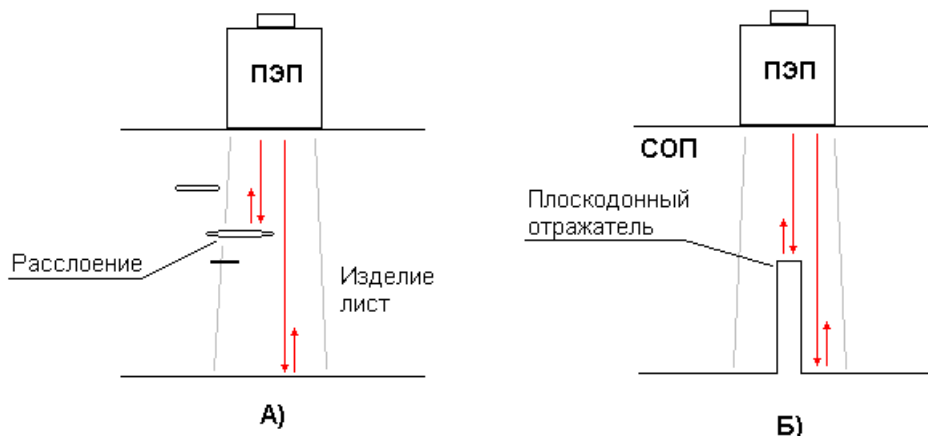 ПЭП
Расслоение
Изделие
лист
А)
ПЭП
СОП
Плоскодонный
отражатель
Б)